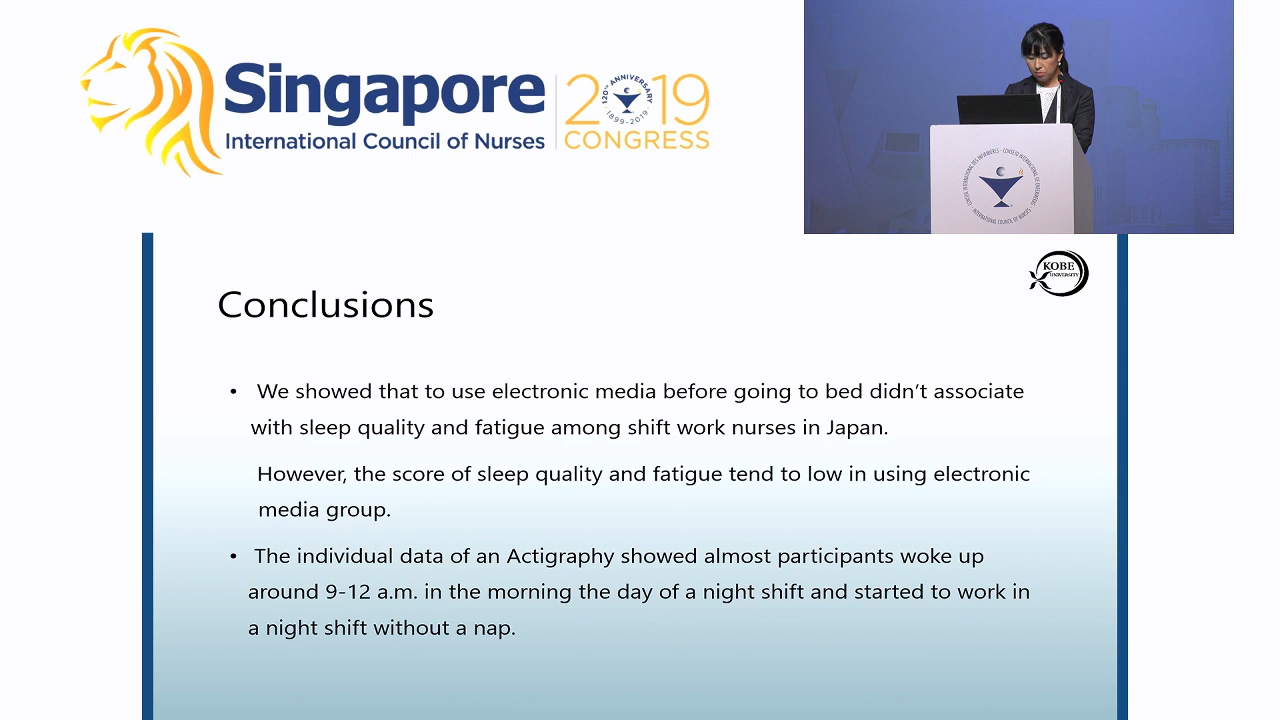 Singapore
International Council of Nurses
2019
CONGRESS
120TH ANNIVERSARY
1899-2019
INTERNATIONAL COUNCIL OF NURSES
KOBE
UNIVERSITY
Conclusions
• We showed that to use electronic media before going to bed didn’t associate
with sleep quality and fatigue among shift work nurses in Japan.
However, the score of sleep quality and fatigue tend to low in using electronic
media group.
• The individual data of an Actigraphy showed almost participants woke up
around 9-12 a.m. in the morning the day of a night shift and started to work in
a night shift without a nap.